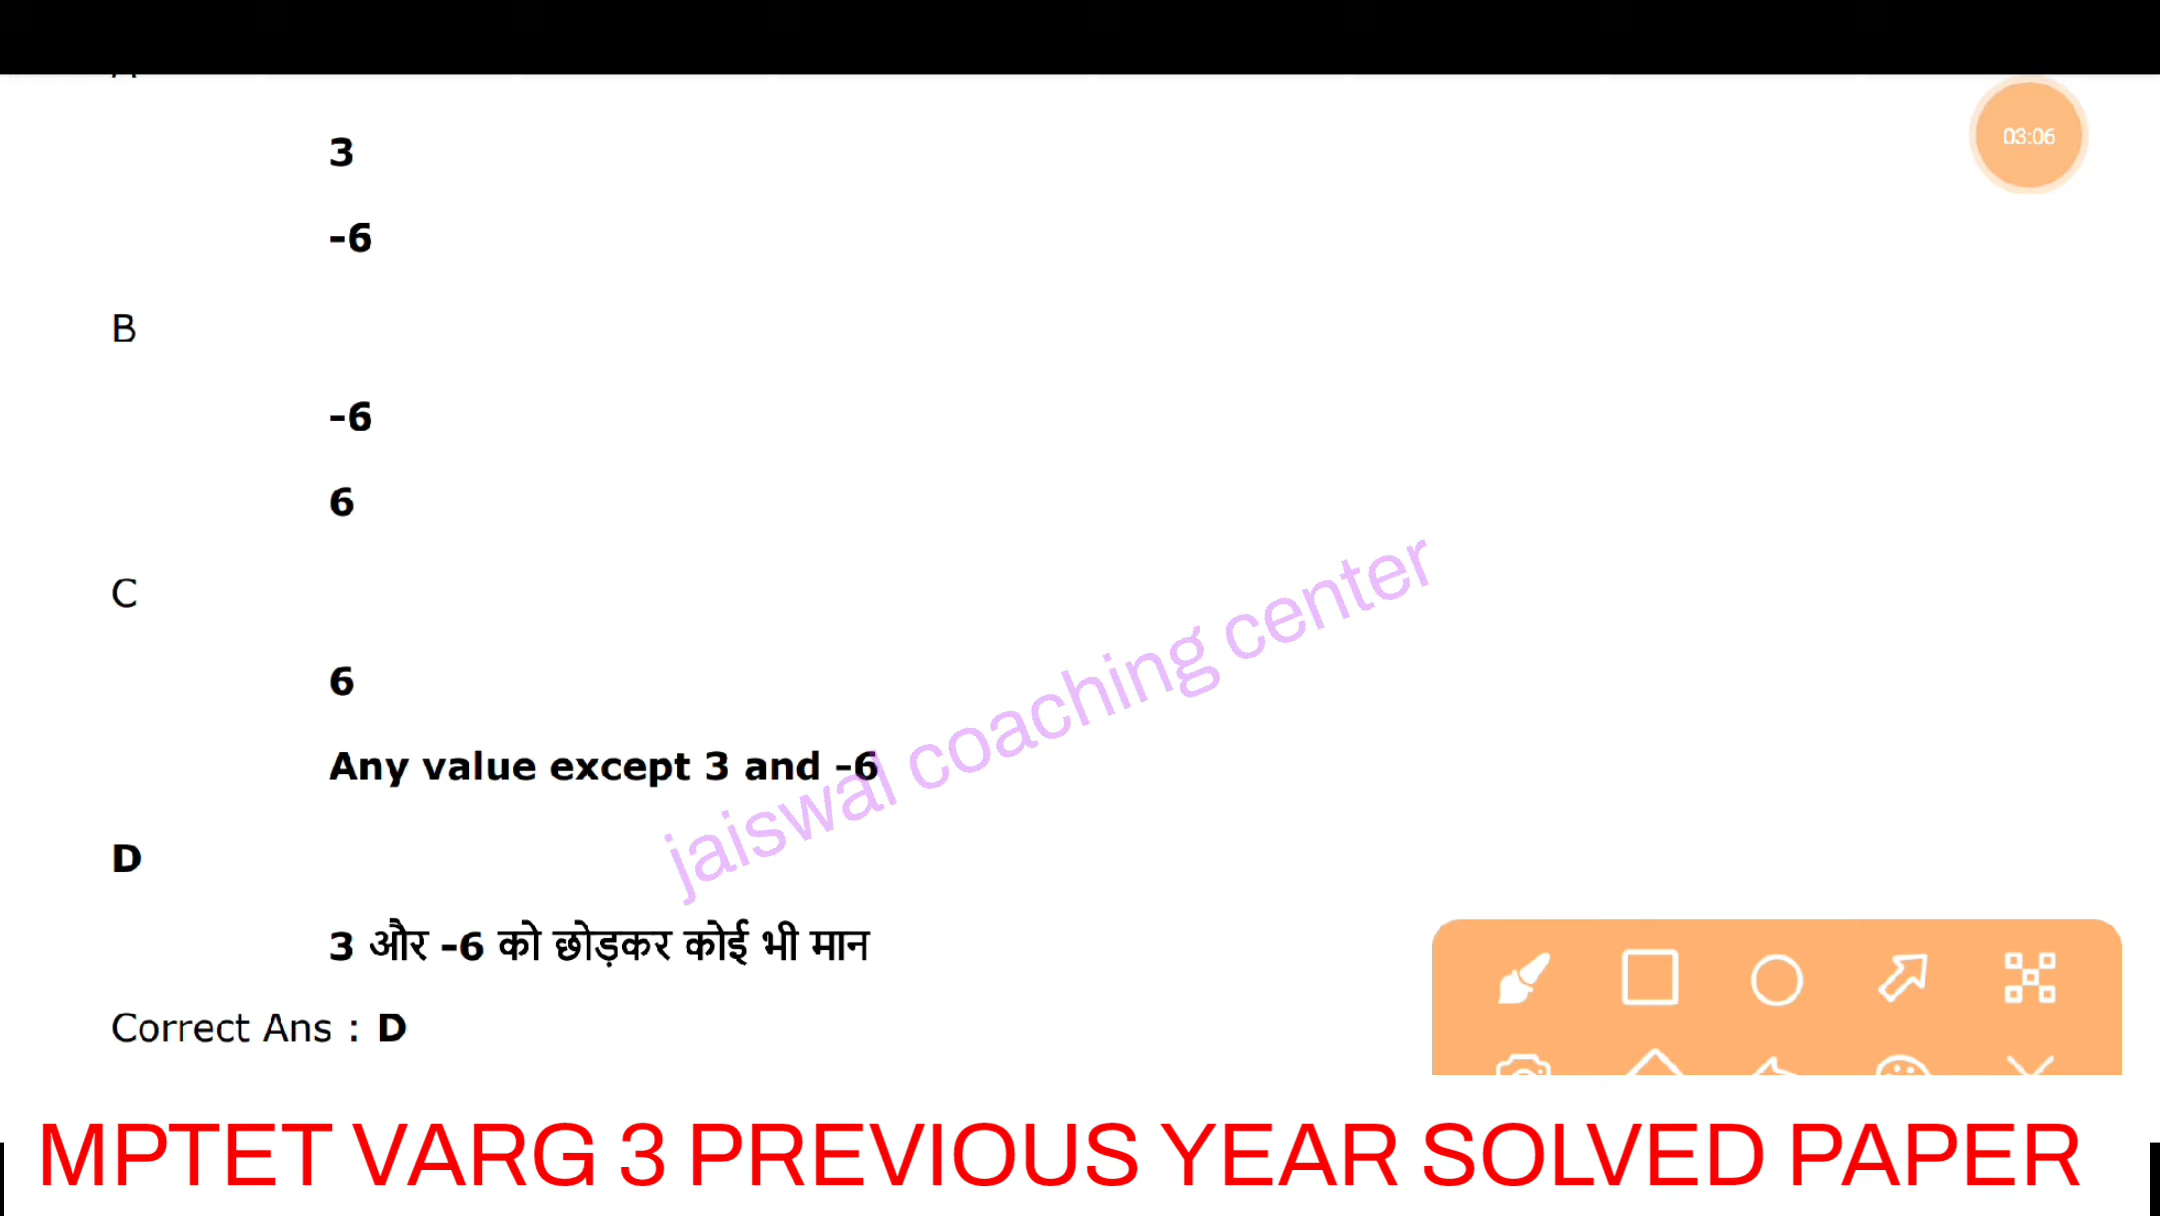 3
03:06
-6
B
-6
6
C
6
Any value except 3 and -6
D
3 और -6 को छोड़कर कोई भी मान
Correct Ans : D
jaiswal coaching center
MPTET VARG 3 PREVIOUS YEAR SOLVED PAPER